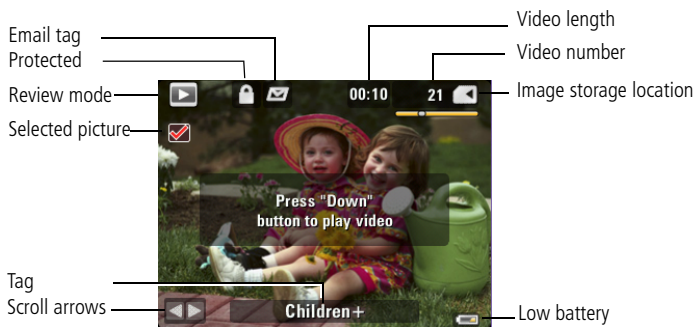 Email tag
Protected
Review mode
Selected picture
Tag
Scroll arrows
Video length
Video number
Image storage location
Low battery
00:10
21
Press "Down"
button to play video
Children+